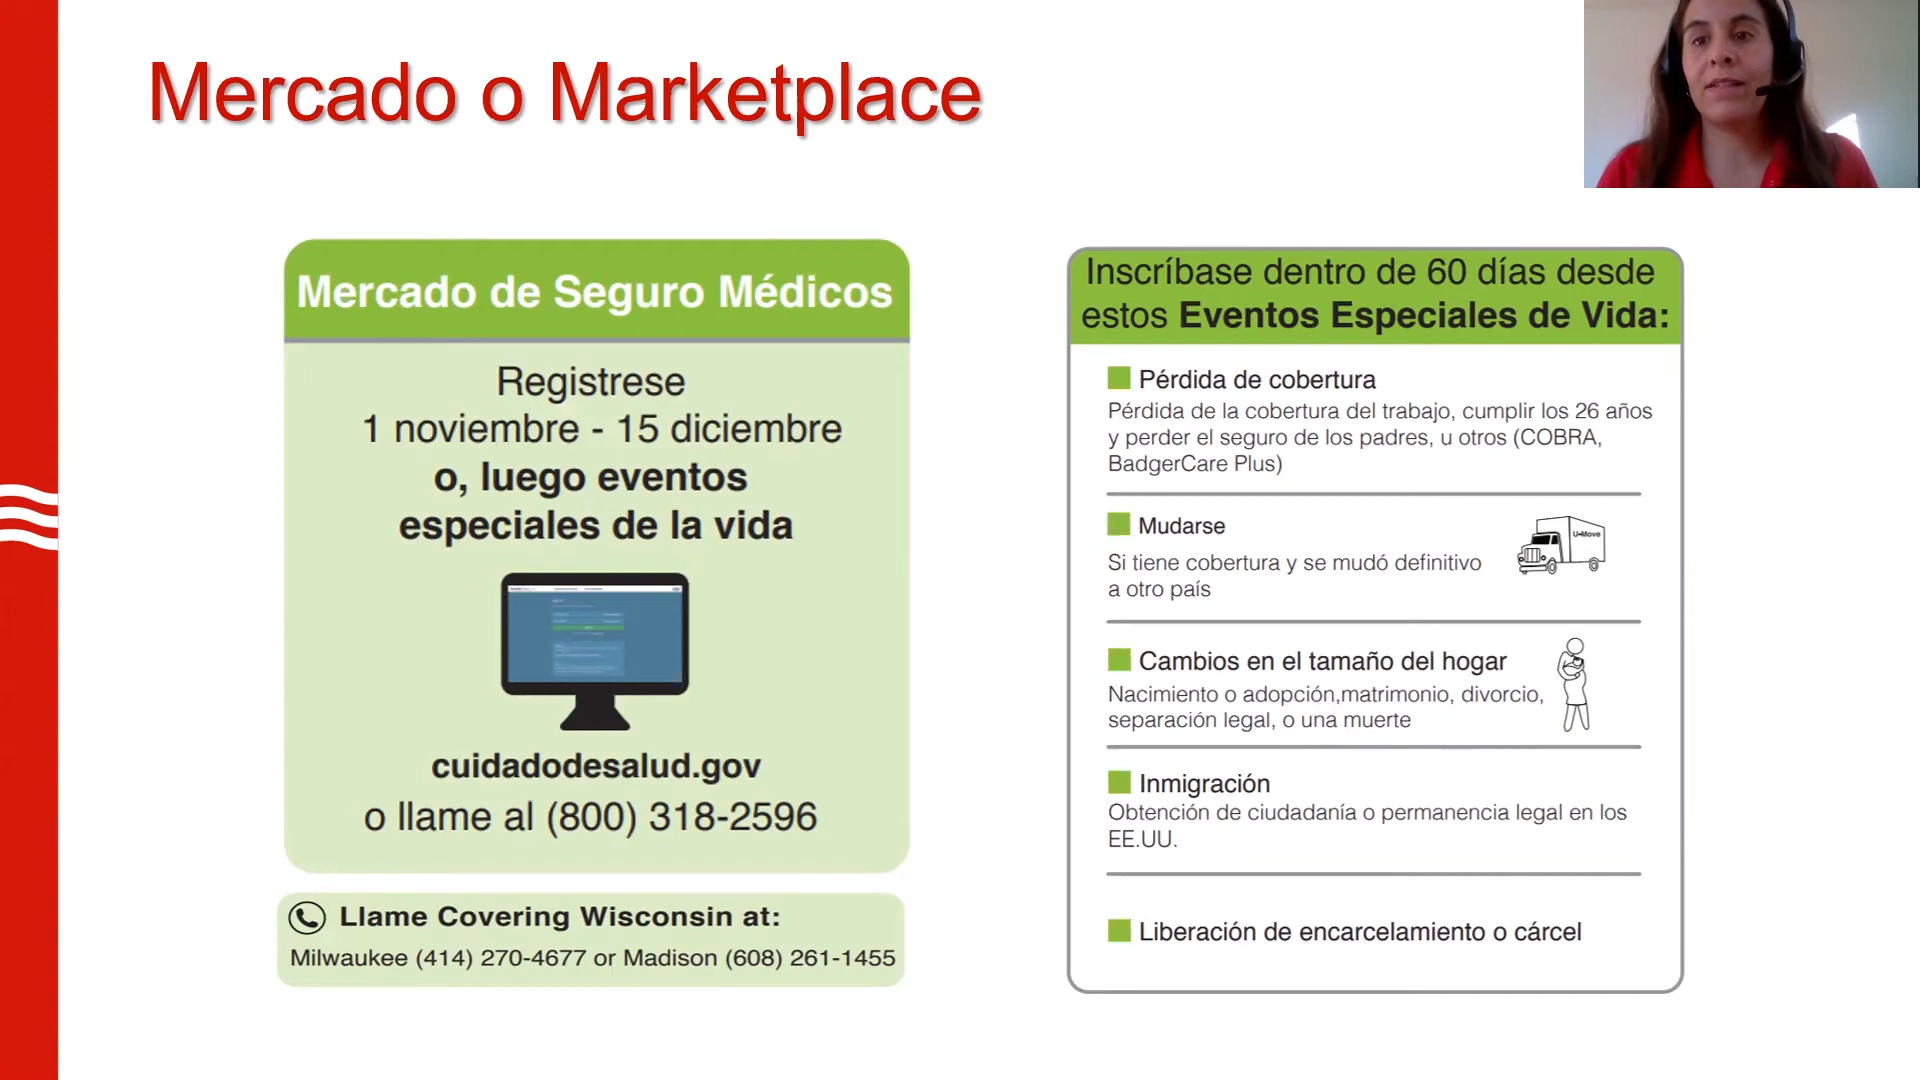 Mercado o Marketplace
Mercado de Seguro Médicos
Registrese
1 noviembre - 15 diciembre
o, luego eventos
especiales de la vida
cuidadodesalud.gov
o llame al (800) 318-2596
Llame Covering Wisconsin at:
Milwaukee (414) 270-4677 or Madison (608) 261-1455
Inscríbase dentro de 60 días desde
estos Eventos Especiales de Vida:
Pérdida de cobertura
Pérdida de la cobertura del trabajo, cumplir los 26 años
y perder el seguro de los padres, u otros (COBRA,
BadgerCare Plus)
Mudarse
Si tiene cobertura y se mudó definitivo
a otro país
U-Move
Cambios en el tamaño del hogar
Nacimiento o adopción,matrimonio, divorcio,
separación legal, o una muerte
Inmigración
Obtención de ciudadanía o permanencia legal en los
EE.UU.
Liberación de encarcelamiento o cárcel